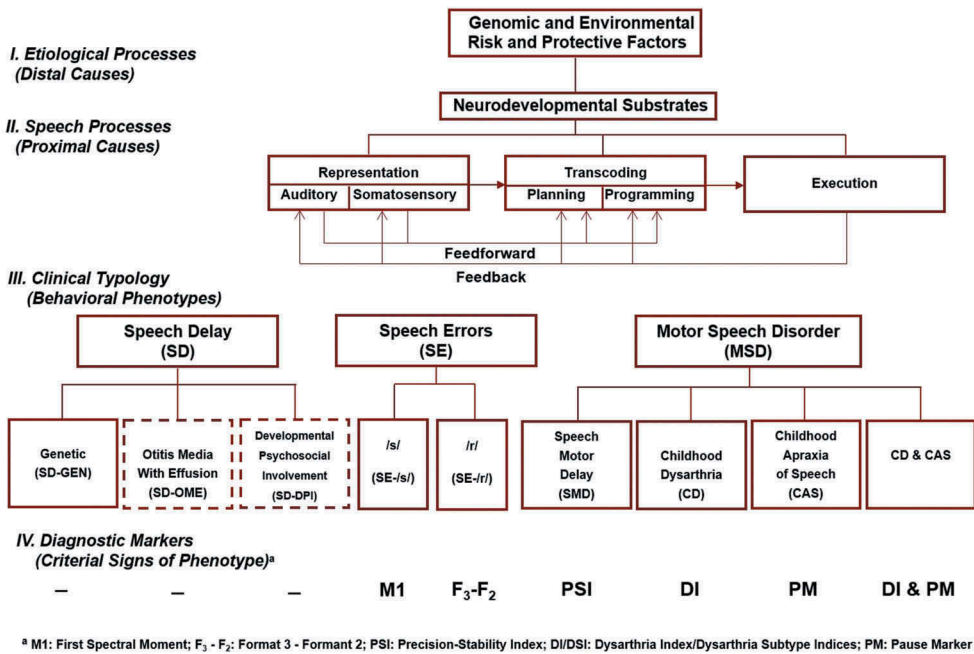 Genomic and Environmental
Risk and Protective Factors
I. Etiological Processes
(Distal Causes)
Neurodevelopmental Substrates
II. Speech Processes
(Proximal Causes)
Representation
Transcoding
Execution
Auditory
Somatosensory
Planning
Programming
Feedforward
Feedback
III. Clinical Typology
(Behavioral Phenotypes)
Speech Delay
(SD)
Speech Errors
(SE)
Motor Speech Disorder
(MSD)
Genetic
(SD-GEN)
Otitis Media
With Effusion
(SD-OME)
Developmental
Psychosocial
Involvement
(SD-DPI)
/s/
(SE-/s/)
/r/
(SE-/r/)
Speech
Motor
Delay
(SMD)
Childhood
Dysarthria
(CD)
Childhood
Apraxia
of Speech
(CAS)
CD & CAS
IV. Diagnostic Markers
(Criterial Signs of Phenotype)ᵃ
– – – M1 F₃-F₂ PSI DI PM DI & PM
ᵃ M1: First Spectral Moment; F₃ - F₂: Format 3 - Formant 2; PSI: Precision-Stability Index; DI/DSI: Dysarthria Index/Dysarthria Subtype Indices; PM: Pause Marker